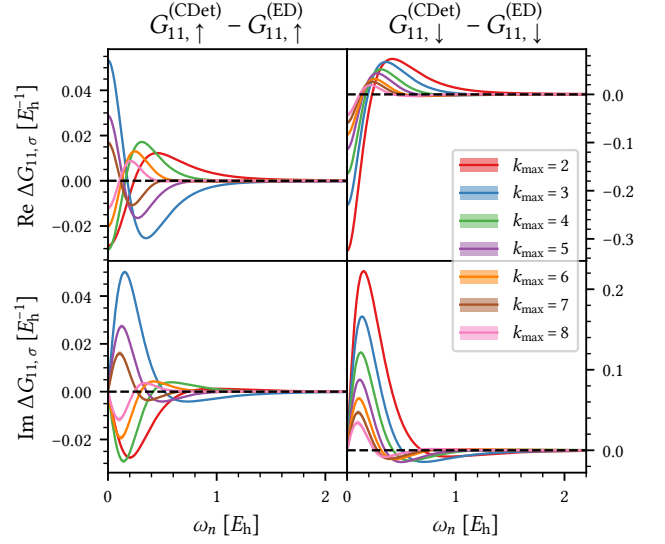 G_{11,↑}^{(CDet)} − G_{11,↑}^{(ED)}
G_{11,↓}^{(CDet)} − G_{11,↓}^{(ED)}
Re ΔG_{11,σ} [E_h^{-1}]
0.04
0.02
0.00
−0.02
0.0
−0.1
−0.2
−0.3
k_max = 2
k_max = 3
k_max = 4
k_max = 5
k_max = 6
k_max = 7
k_max = 8
Im ΔG_{11,σ} [E_h^{-1}]
0.04
0.02
0.00
−0.02
0.2
0.1
0.0
0 1 2
0 1 2
ω_n [E_h]
ω_n [E_h]